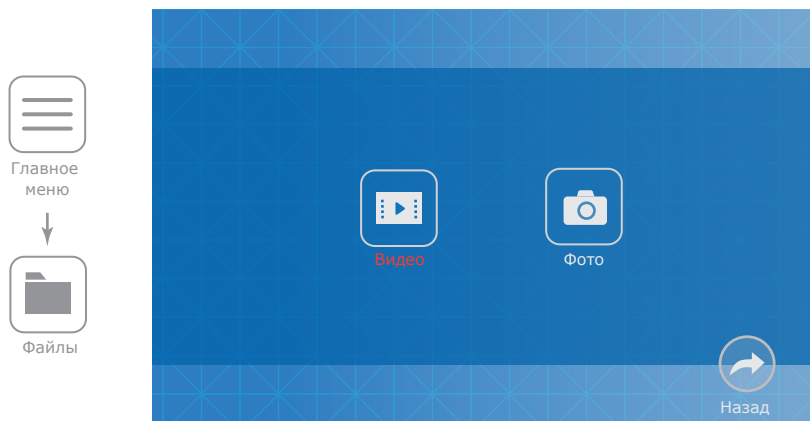 Главное
меню
Файлы
Видео
Фото
Назад